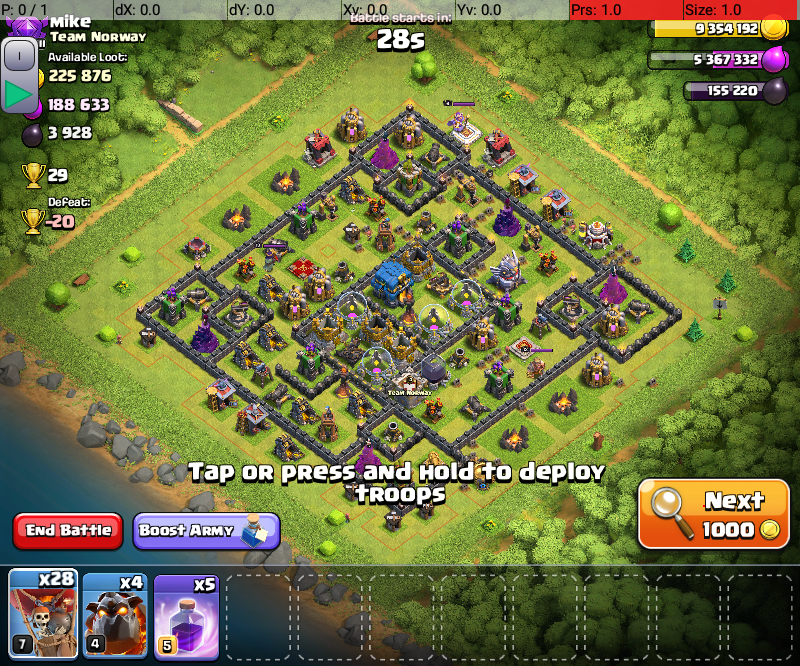 P: 0 / 1 dX: 0.0 dY: 0.0 Xv: 0.0 Yv: 0.0 Prs: 1.0 Size: 1.0
Mike
Team Norway
Battle starts in:
28s
Available Loot:
225 876
188 633
3 928
29
Defeat:
-20
9 354 192
5 367 332
155 220
Team Norway
Tap or press and hold to deploy
troops
End Battle
Boost Army
Next
1000
x28
x4
x5
7
4
5